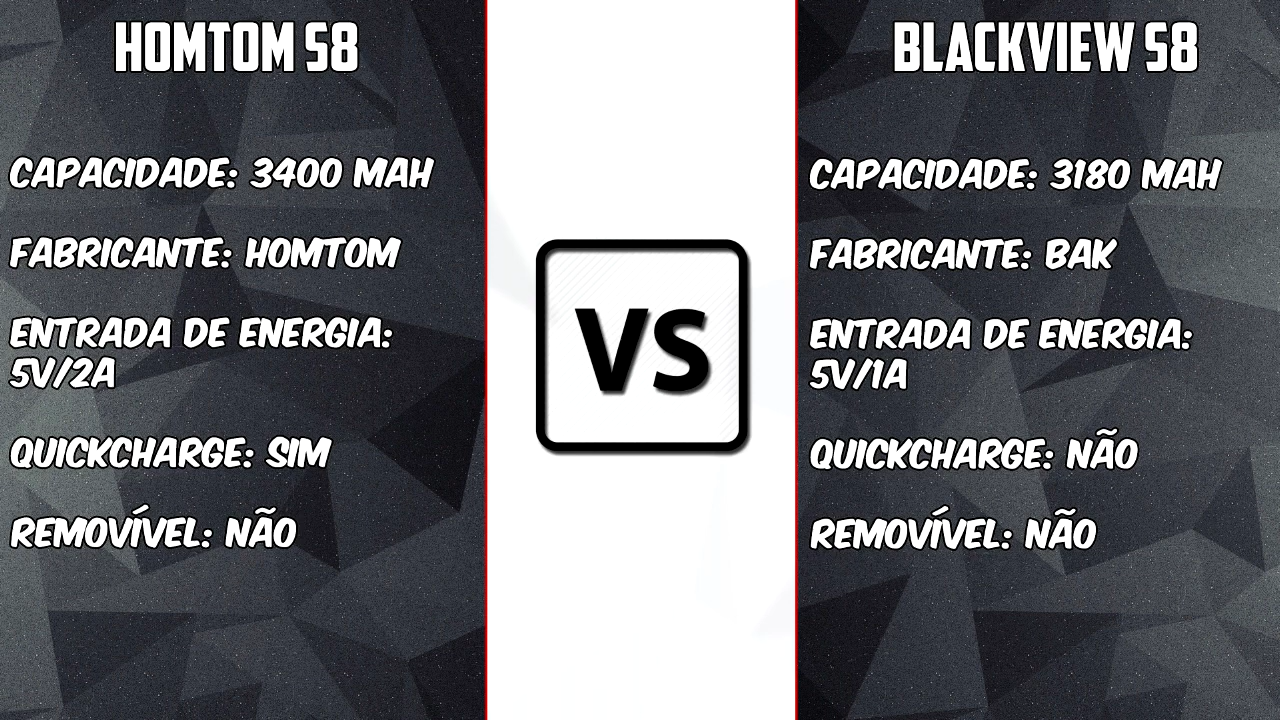 HOMTOM S8
CAPACIDADE: 3400 MAH
FABRICANTE: HOMTOM
ENTRADA DE ENERGIA:
5V/2A
QUICKCHARGE: SIM
REMOVÍVEL: NÃO
VS
BLACKVIEW S8
CAPACIDADE: 3180 MAH
FABRICANTE: BAK
ENTRADA DE ENERGIA:
5V/1A
QUICKCHARGE: NÃO
REMOVÍVEL: NÃO